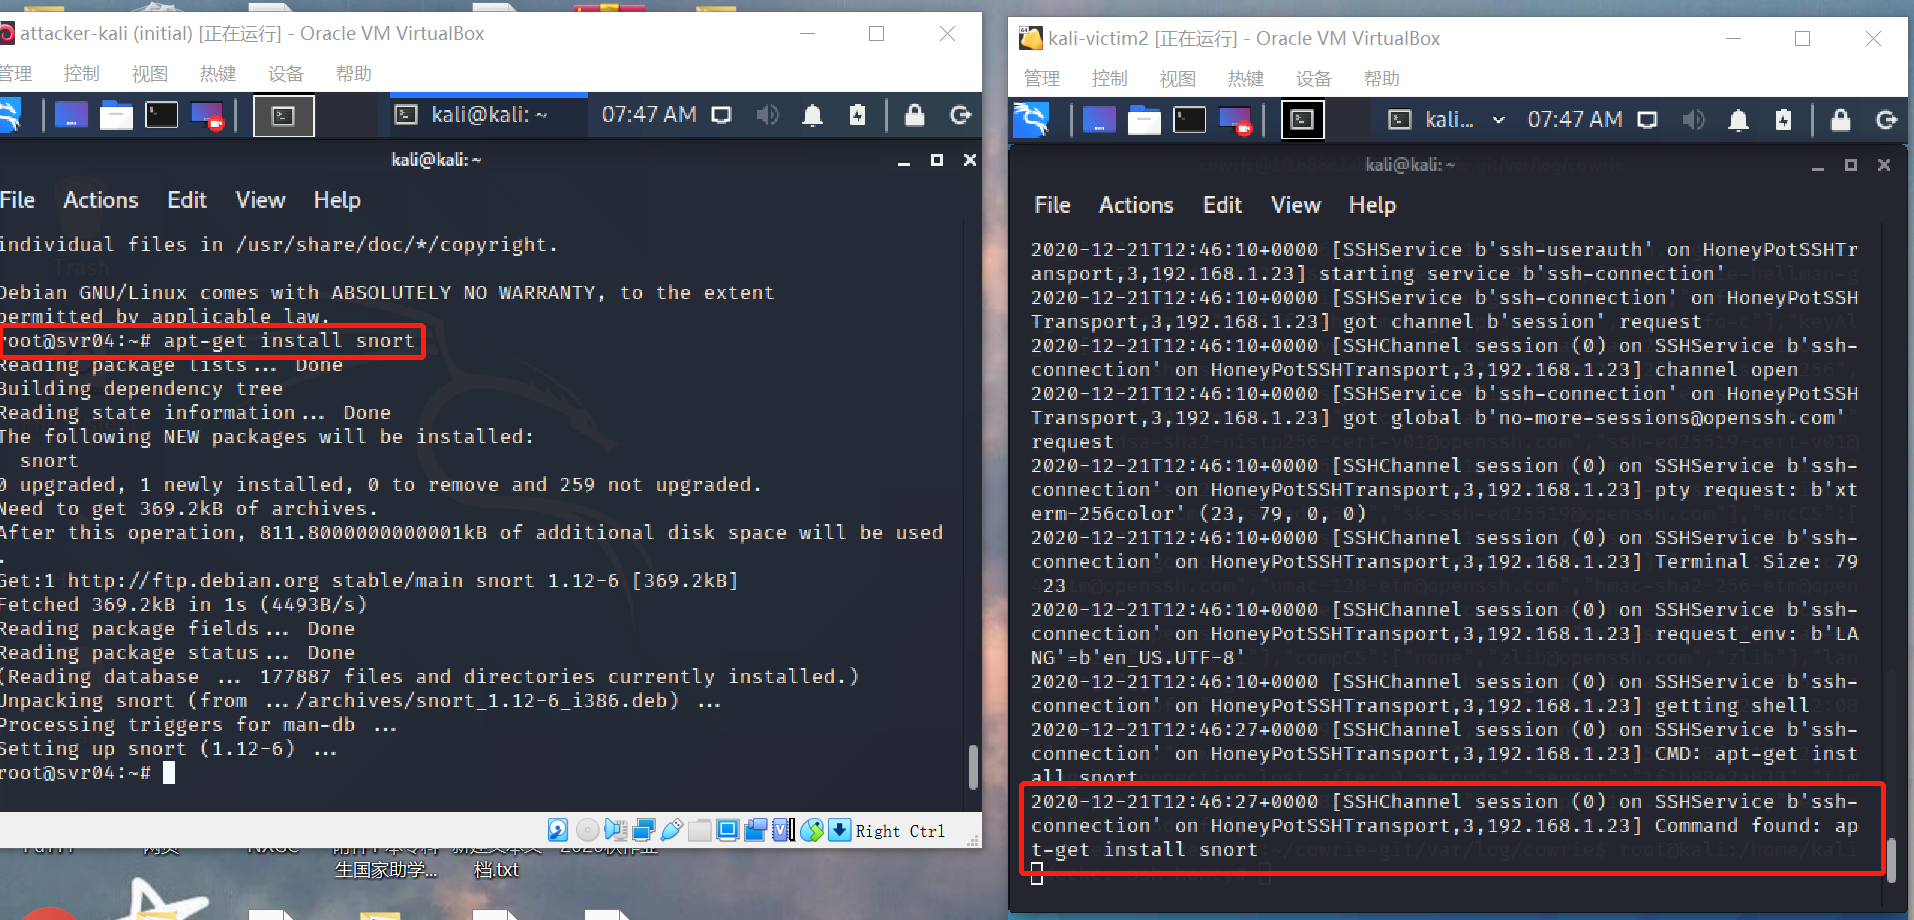 attacker-kali (initial) [正在运行] - Oracle VM VirtualBox
管理 控制 视图 热键 设备 帮助
kali@kali: ~ 07:47 AM
kali@kali:~
File Actions Edit View Help
individual files in /usr/share/doc/*/copyright.
Debian GNU/Linux comes with ABSOLUTELY NO WARRANTY, to the extent
permitted by applicable law.
root@svr04:~# apt-get install snort
Reading package lists... Done
Building dependency tree
Reading state information... Done
The following NEW packages will be installed:
snort
0 upgraded, 1 newly installed, 0 to remove and 259 not upgraded.
Need to get 369.2kB of archives.
After this operation, 811.8000000000001kB of additional disk space will be used
.
Get:1 http://ftp.debian.org stable/main snort 1.12-6 [369.2kB]
Fetched 369.2kB in 1s (4493B/s)
Reading package fields... Done
Reading package status... Done
(Reading database ... 177887 files and directories currently installed.)
Unpacking snort (from .../archives/snort_1.12-6_i386.deb) ...
Processing triggers for man-db ...
Setting up snort (1.12-6) ...
root@svr04:~#
Right Ctrl
生国家助学... 档.txt
kali-victim2 [正在运行] - Oracle VM VirtualBox
管理 控制 视图 热键 设备 帮助
kali... 07:47 AM
kali@kali:~
File Actions Edit View Help
2020-12-21T12:46:10+0000 [SSHService b'ssh-userauth' on HoneyPotSSHTr
ansport,3,192.168.1.23] starting service b'ssh-connection'
2020-12-21T12:46:10+0000 [SSHService b'ssh-connection' on HoneyPotSSH
Transport,3,192.168.1.23] got channel b'session' request
2020-12-21T12:46:10+0000 [SSHChannel session (0) on SSHService b'ssh-
connection' on HoneyPotSSHTransport,3,192.168.1.23] channel open
2020-12-21T12:46:10+0000 [SSHService b'ssh-connection' on HoneyPotSSH
Transport,3,192.168.1.23] got global b'no-more-sessions@openssh.com'
request
2020-12-21T12:46:10+0000 [SSHChannel session (0) on SSHService b'ssh-
connection' on HoneyPotSSHTransport,3,192.168.1.23] pty request: b'xt
erm-256color' (23, 79, 0, 0)
2020-12-21T12:46:10+0000 [SSHChannel session (0) on SSHService b'ssh-
connection' on HoneyPotSSHTransport,3,192.168.1.23] Terminal Size: 79
23
2020-12-21T12:46:10+0000 [SSHChannel session (0) on SSHService b'ssh-
connection' on HoneyPotSSHTransport,3,192.168.1.23] request_env: b'LA
NG'=b'en_US.UTF-8'
2020-12-21T12:46:10+0000 [SSHChannel session (0) on SSHService b'ssh-
connection' on HoneyPotSSHTransport,3,192.168.1.23] getting shell
2020-12-21T12:46:27+0000 [SSHChannel session (0) on SSHService b'ssh-
connection' on HoneyPotSSHTransport,3,192.168.1.23] CMD: apt-get inst
all snort
2020-12-21T12:46:27+0000 [SSHChannel session (0) on SSHService b'ssh-
connection' on HoneyPotSSHTransport,3,192.168.1.23] Command found: ap
t-get install snort